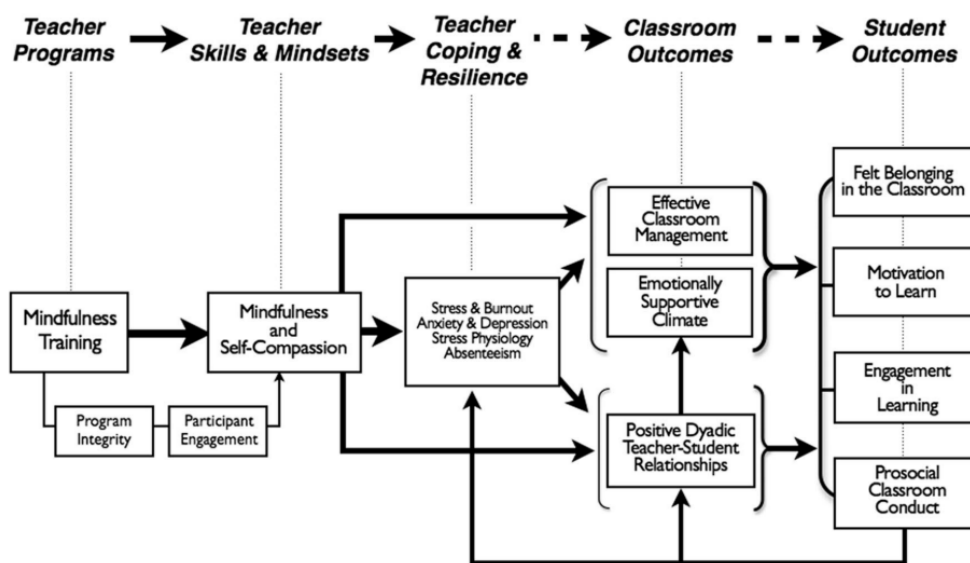 Teacher
Programs
Teacher
Skills & Mindsets
Teacher
Coping &
Resilience
Classroom
Outcomes
Student
Outcomes
Mindfulness
Training
Program
Integrity
Participant
Engagement
Mindfulness
and
Self-Compassion
Stress & Burnout
Anxiety & Depression
Stress Physiology
Absenteeism
Effective
Classroom
Management
Emotionally
Supportive
Climate
Positive Dyadic
Teacher-Student
Relationships
Felt Belonging
in the Classroom
Motivation
to Learn
Engagement
in
Learning
Prosocial
Classroom
Conduct